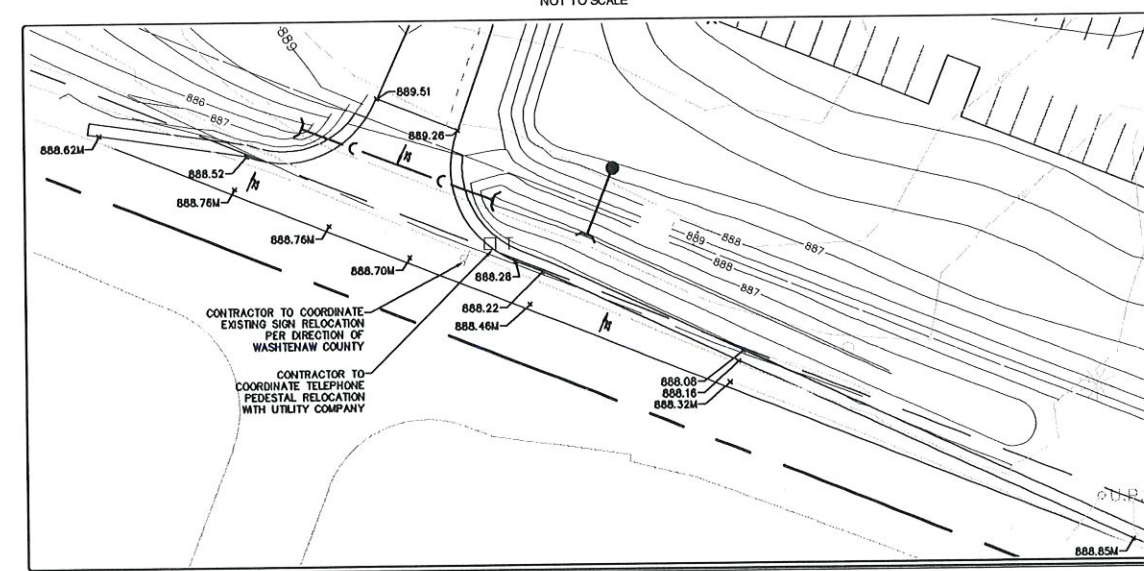 NOT TO SCALE
889
886
887
889.51
889.26
888.62M
888.52
888.76M
888.76M
888.70M
888.28
888.22
888.46M
889
888
887
888
887
888.08
888.16
888.32M
888.85M
U.P.
T
CONTRACTOR TO COORDINATE
EXISTING SIGN RELOCATION
PER DIRECTION OF
WASHTENAW COUNTY
CONTRACTOR TO
COORDINATE TELEPHONE
PEDESTAL RELOCATION
WITH UTILITY COMPANY